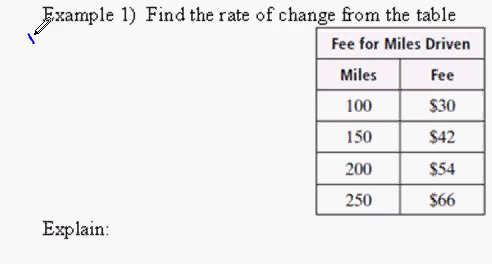 Example 1) Find the rate of change from the table
Fee for Miles Driven
Miles Fee
100 $30
150 $42
200 $54
250 $66
Explain: